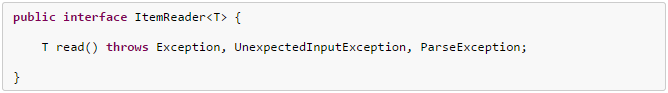 public interface ItemReader<T> {
T read() throws Exception, UnexpectedInputException, ParseException;
}